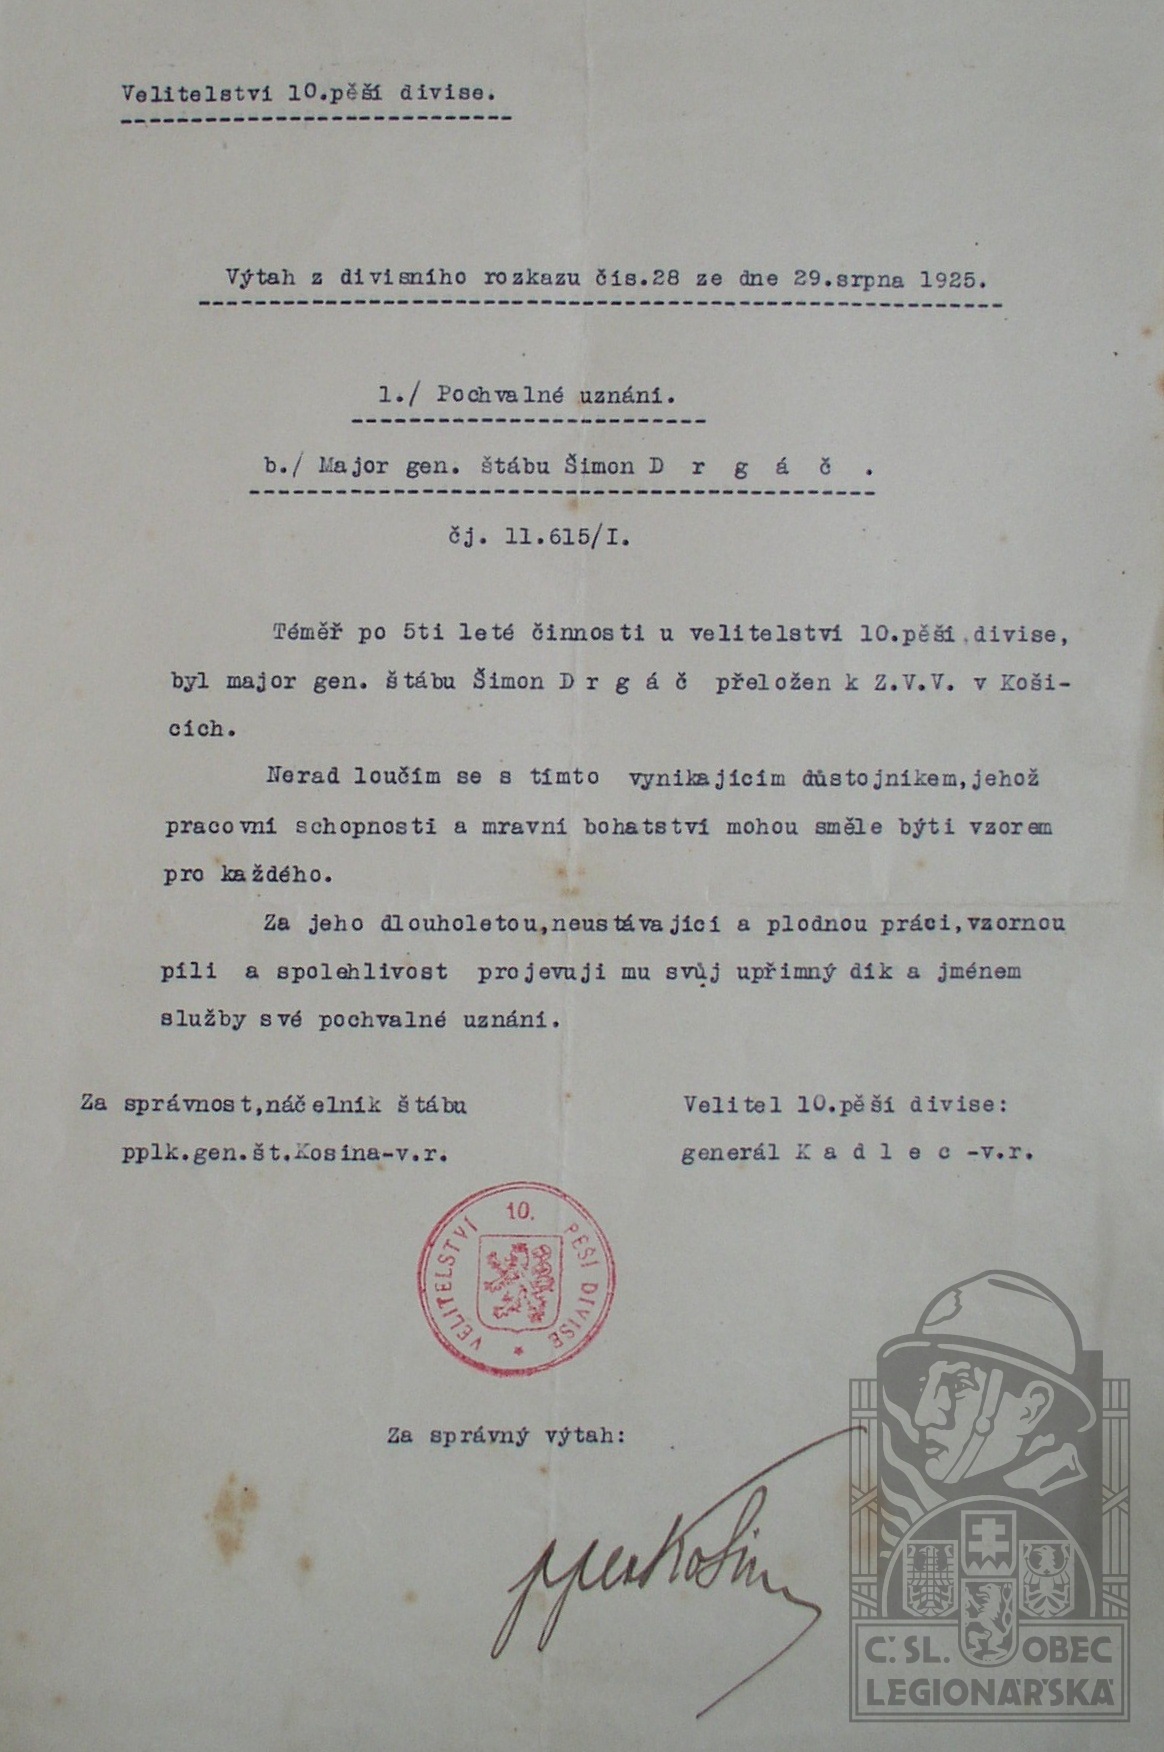 Velitelství 10.pěší divise.
Výtah z divisního rozkazu čís.28 ze dne 29.srpna 1925.
1./ Pochvalné uznání.
b./ Major gen. štábu Šimon D r g á č .
čj. 11.615/I.
Téměř po 5ti leté činnosti u velitelství 10.pěší divise,
byl major gen. štábu Šimon D r g á č přeložen k Z.V.V. v Koši-
cích.
Nerad loučím se s tímto vynikajícím důstojníkem,jehož
pracovní schopnosti a mravní bohatství mohou směle býti vzorem
pro každého.
Za jeho dlouholetou,neustávající a plodnou práci,vzornou
píli a spolehlivost projevuji mu svůj upřímný dík a jménem
služby své pochvalné uznání.
Za správnost,náčelník štábu
pplk.gen.št.Kosina-v.r.
Velitel 10.pěší divise:
generál K a d l e c -v.r.
VELITELSTVÍ 10. PĚŠÍ DIVISE
Za správný výtah:
Č.SL. OBEC
LEGIONÁŘSKÁ